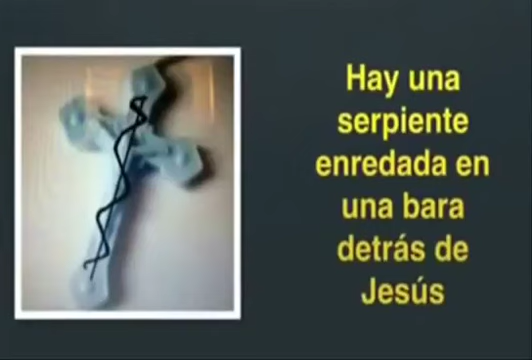 Hay una
serpiente
enredada en
una bara
detrás de
Jesús